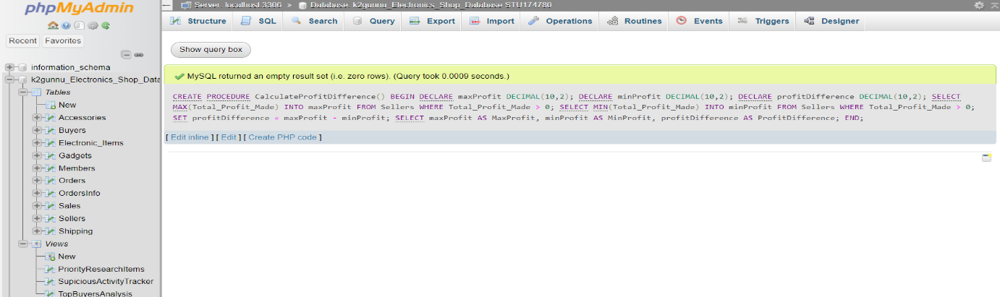 phpMyAdmin
Recent Favorites
information_schema
k2gunnu_Electronics_Shop_Data
Tables
New
Accessories
Buyers
Electronic_Items
Gadgets
Members
Orders
OrdersInfo
Sales
Sellers
Shipping
Views
New
PriorityResearchItems
SupiciousActivityTracker
TopBuyersAnalysis
Server: localhost:3306 » Database: k2gunnu_Electronics_Shop_Database STU174780
Structure SQL Search Query Export Import Operations Routines Events Triggers Designer
Show query box
MySQL returned an empty result set (i.e. zero rows). (Query took 0.0009 seconds.)
CREATE PROCEDURE CalculateProfitDifference() BEGIN DECLARE maxProfit DECIMAL(10,2); DECLARE minProfit DECIMAL(10,2); DECLARE profitDifference DECIMAL(10,2); SELECT
MAX(Total_Profit_Made) INTO maxProfit FROM Sellers WHERE Total_Profit_Made > 0; SELECT MIN(Total_Profit_Made) INTO minProfit FROM Sellers WHERE Total_Profit_Made > 0;
SET profitDifference = maxProfit - minProfit; SELECT maxProfit AS MaxProfit, minProfit AS MinProfit, profitDifference AS ProfitDifference; END;
[ Edit inline ] [ Edit ] [ Create PHP code ]